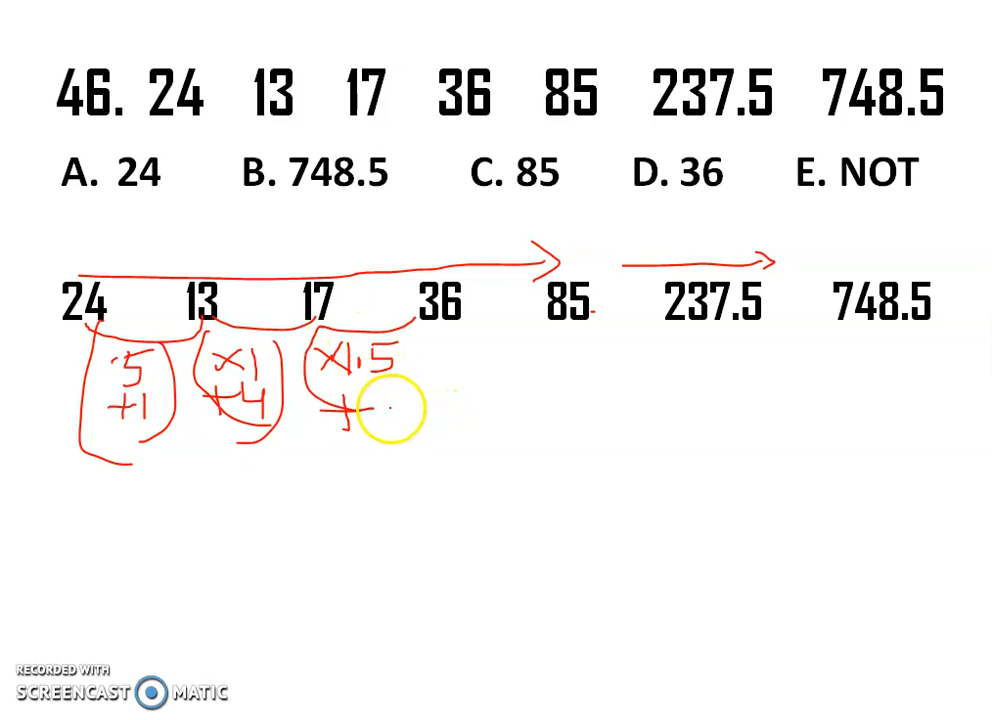 46. 24 13 17 36 85 237.5 748.5
A. 24 B. 748.5 C. 85 D. 36 E. NOT
24 13 17 36 85 237.5 748.5
.5 ×1 ×1.5
+1 +4 +
RECORDED WITH
SCREENCAST MATIC